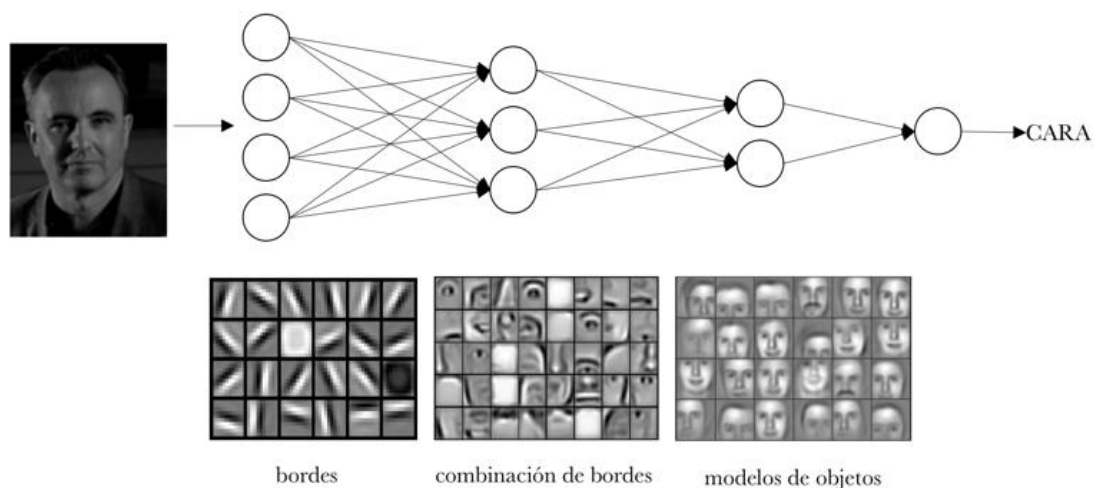 CARA
bordes
combinación de bordes
modelos de objetos